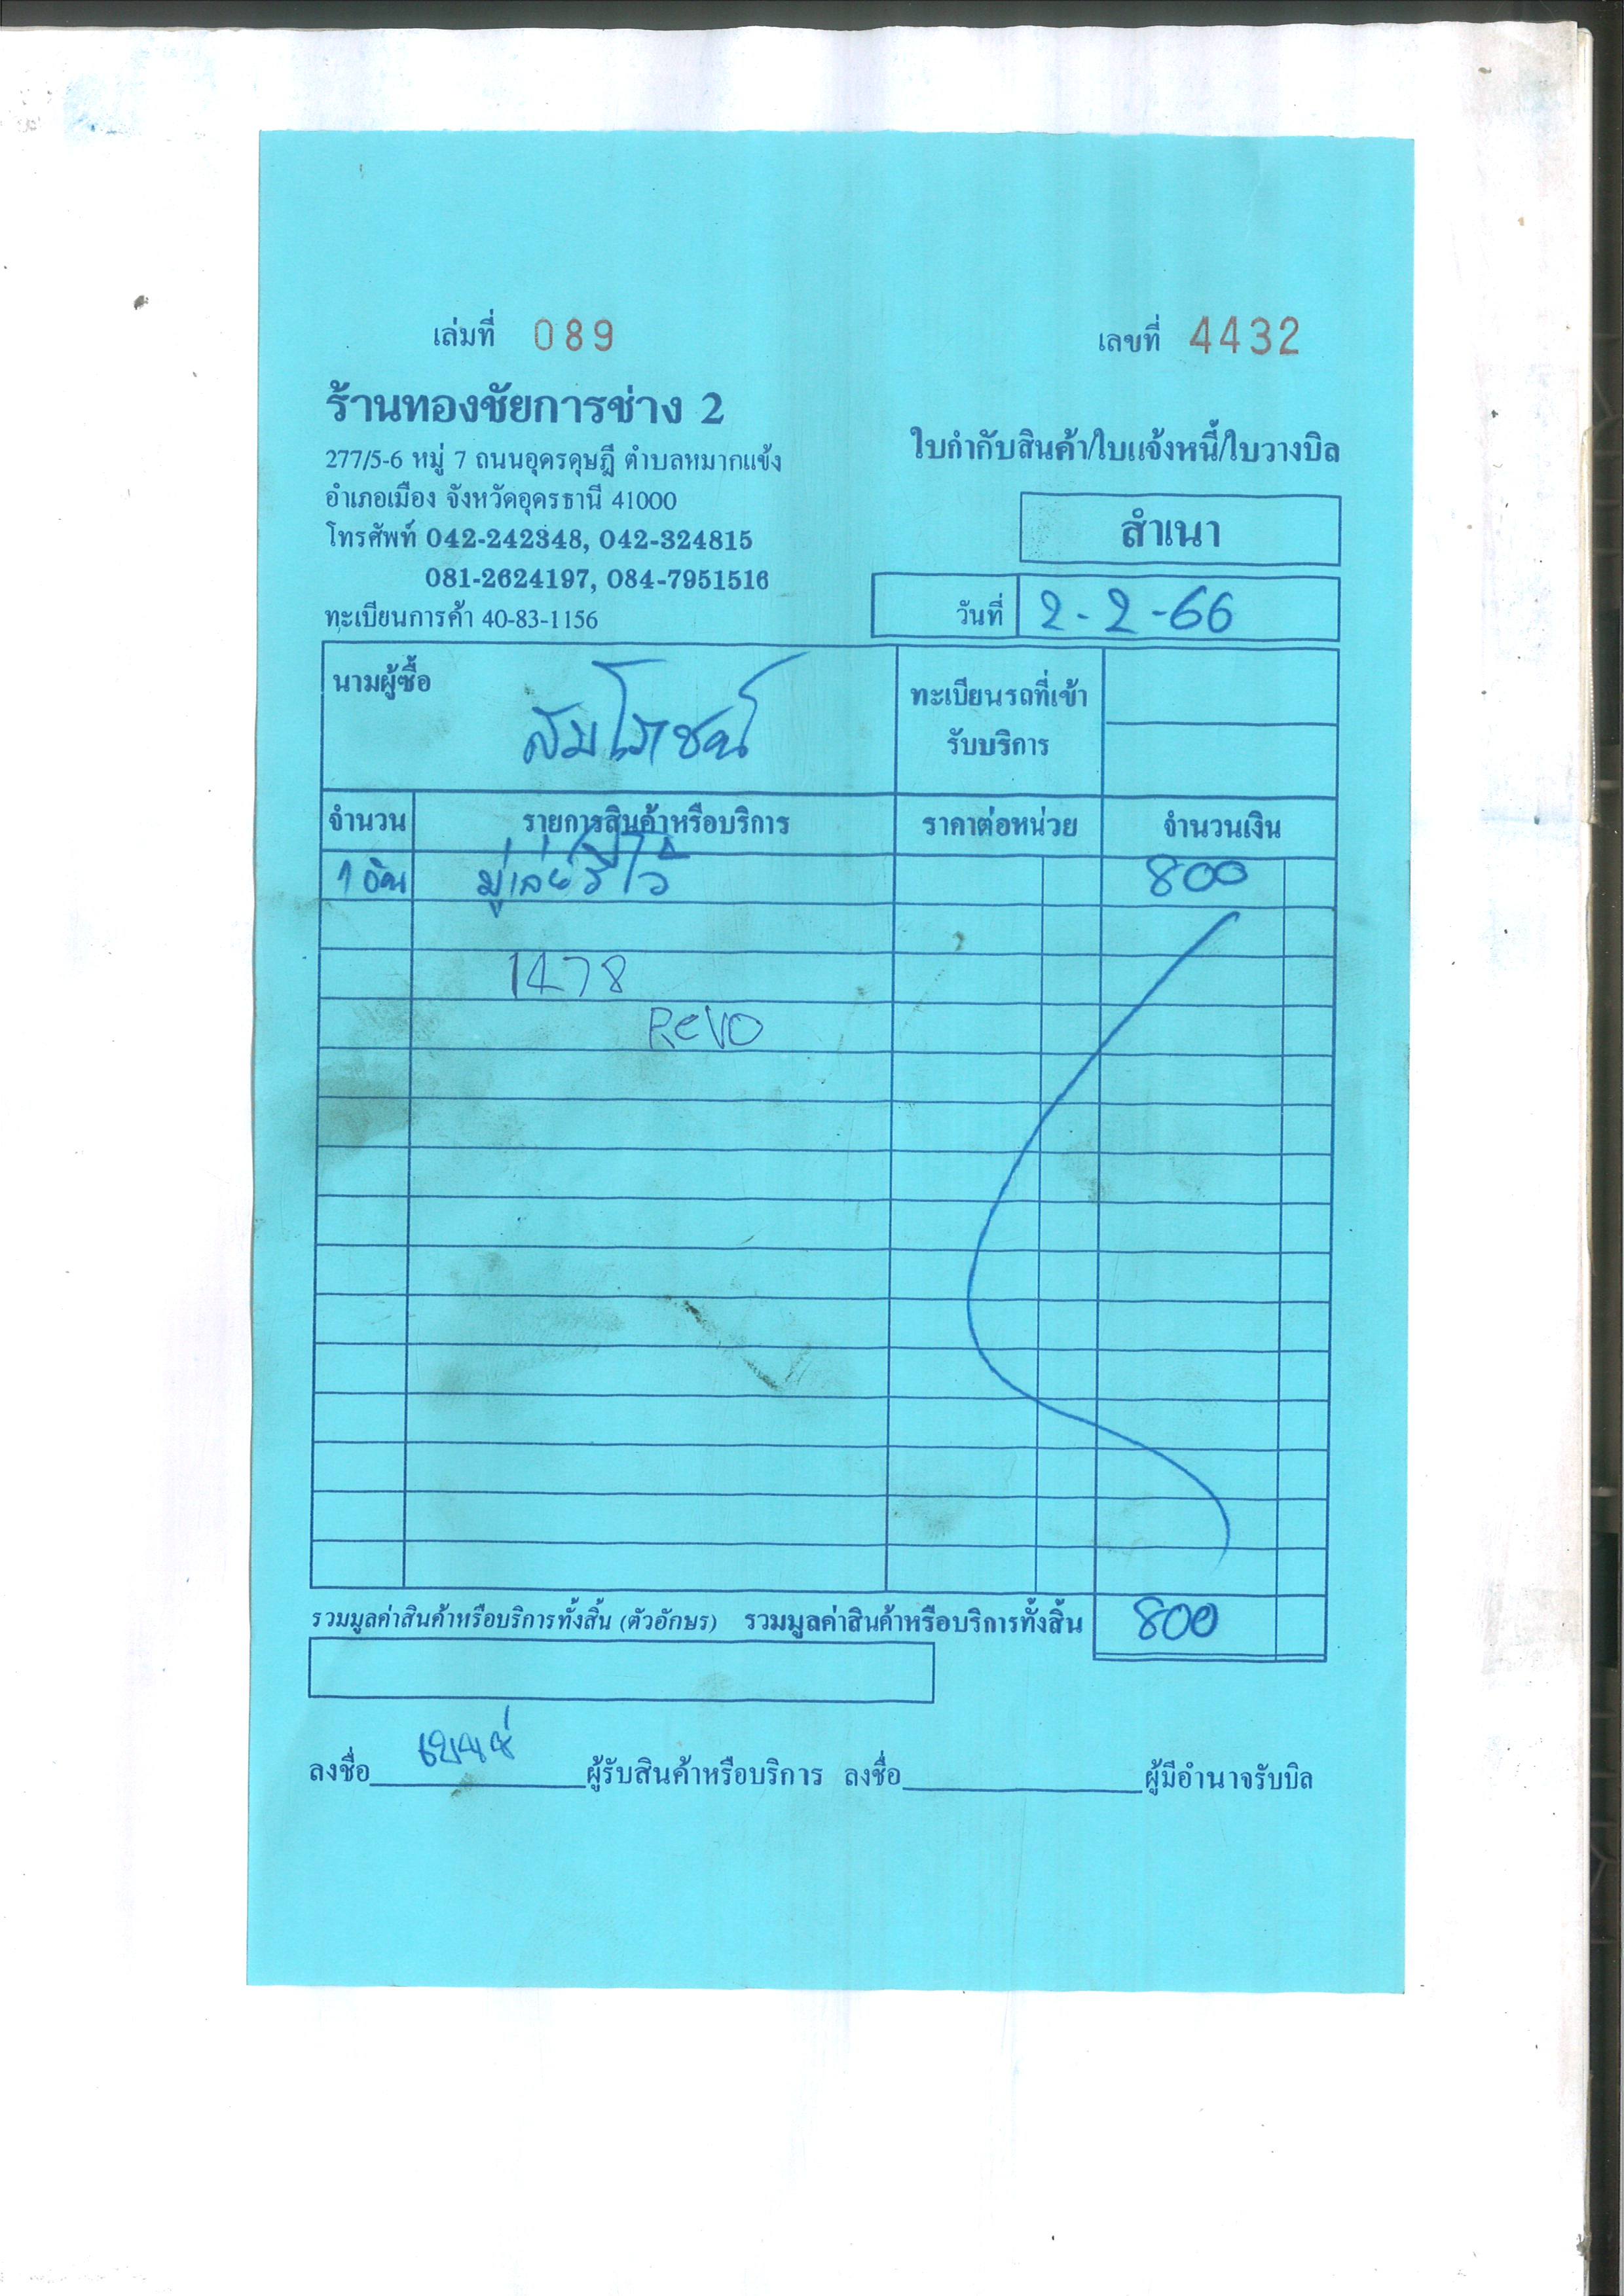 เล่มที่ 089 เลขที่ 4432
ร้านทองชัยการช่าง 2
277/5-6 หมู่ 7 ถนนอุดรดุษฎี ตำบลหมากแข้ง
อำเภอเมือง จังหวัดอุดรธานี 41000
โทรศัพท์ 042-242348, 042-324815
081-2624197, 084-7951516
ทะเบียนการค้า 40-83-1156
ใบกำกับสินค้า/ใบแจ้งหนี้/ใบวางบิล
สำเนา
วันที่ 2-2-66
นามผู้ซื้อ
ทะเบียนรถที่เข้า
รับบริการ
จำนวน รายการสินค้าหรือบริการ ราคาต่อหน่วย จำนวนเงิน
1 อัน มู่เลย์รีโว่ 800
1478
REVO
รวมมูลค่าสินค้าหรือบริการทั้งสิ้น (ตัวอักษร) รวมมูลค่าสินค้าหรือบริการทั้งสิ้น 800
ลงชื่อ ผู้รับสินค้าหรือบริการ ลงชื่อ ผู้มีอำนาจรับบิล